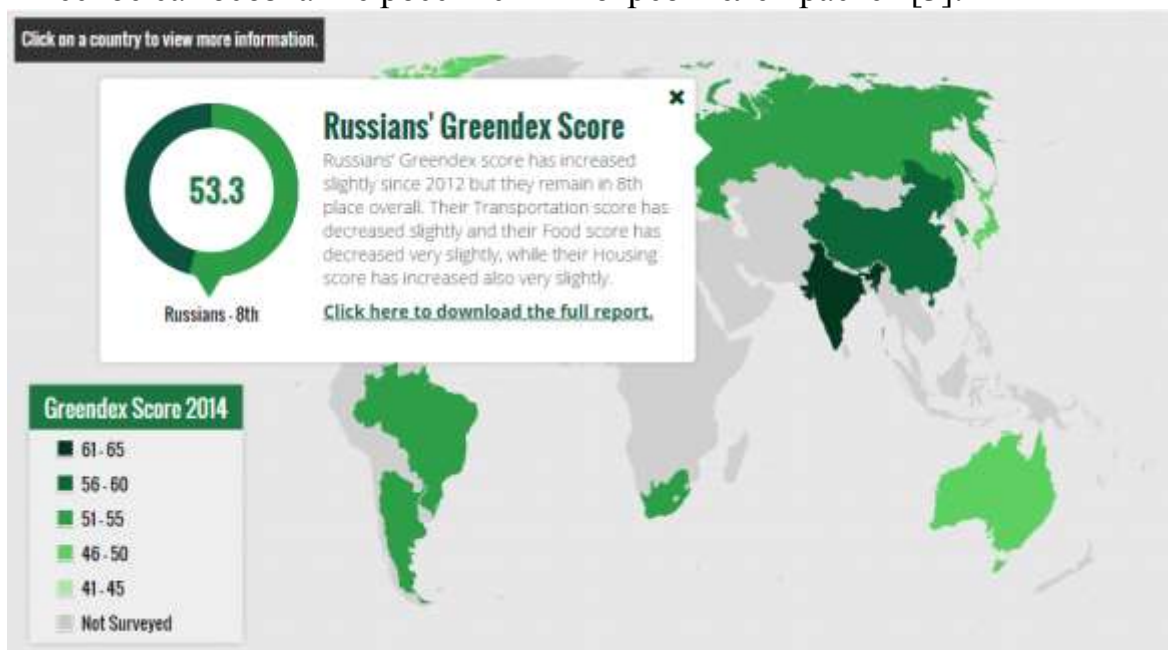 Click on a country to view more information.
Russians' Greendex Score
Russians' Greendex score has increased
slightly since 2012 but they remain in 8th
place overall. Their Transportation score has
decreased slightly and their Food score has
decreased very slightly, while their Housing
score has increased also very slightly.
Click here to download the full report.
53.3
Russians - 8th
Greendex Score 2014
61 - 65
56 - 60
51 - 55
46 - 50
41 - 45
Not Surveyed